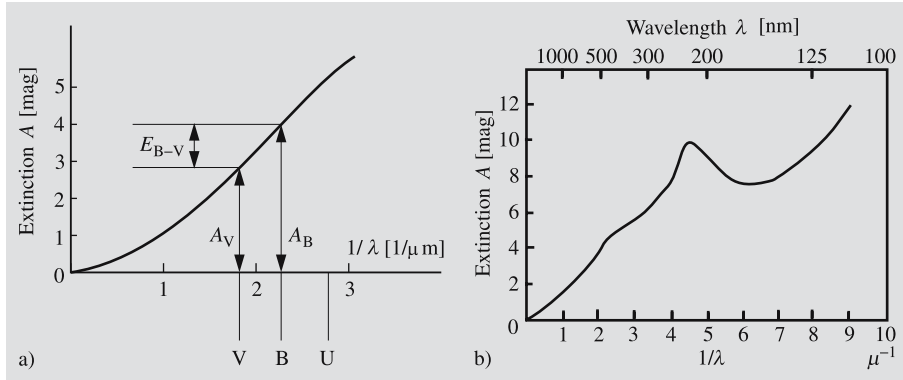 Extinction A [mag]
5
4
3
2
1
0
E_B–V
A_V
A_B
1/ λ [1/μ m]
1 2 3
V B U
a)
Wavelength λ [nm]
1000 500 300 200 125 100
Extinction A [mag]
12
10
8
6
4
2
0
1 2 3 4 5 6 7 8 9 10
1/λ
μ⁻¹
b)